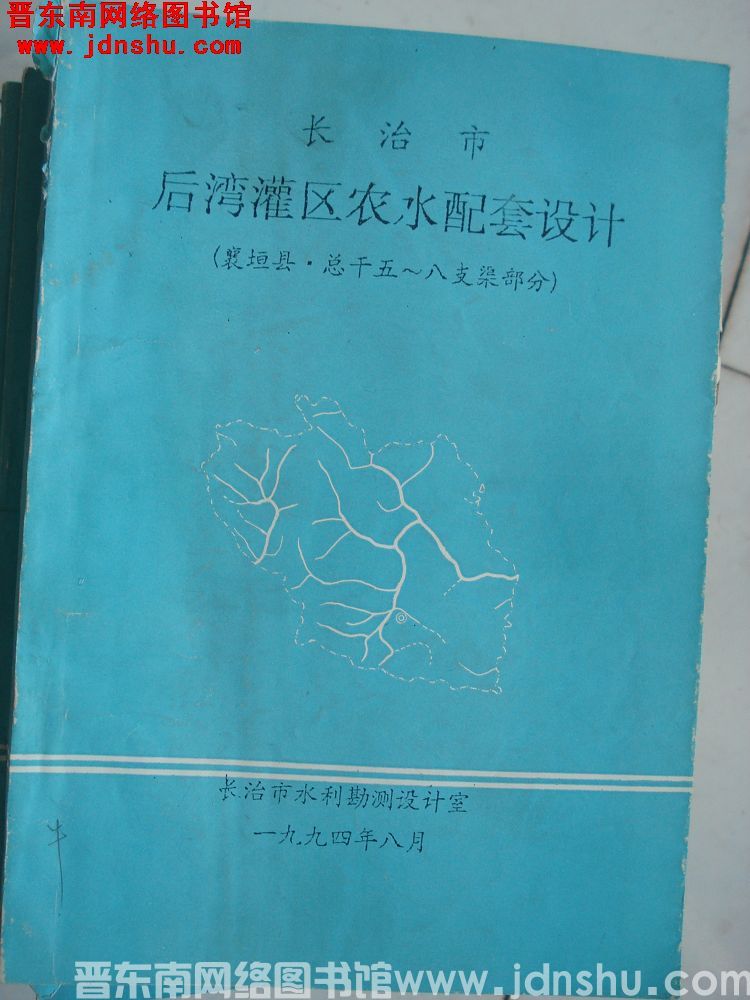 晋东南网络图书馆
www.jdnshu.com
长治市
后湾灌区农水配套设计
(襄垣县·总干五～八支渠部分)
长治市水利勘测设计室
一九九四年八月
牛
晋东南网络图书馆www.jdnshu.com